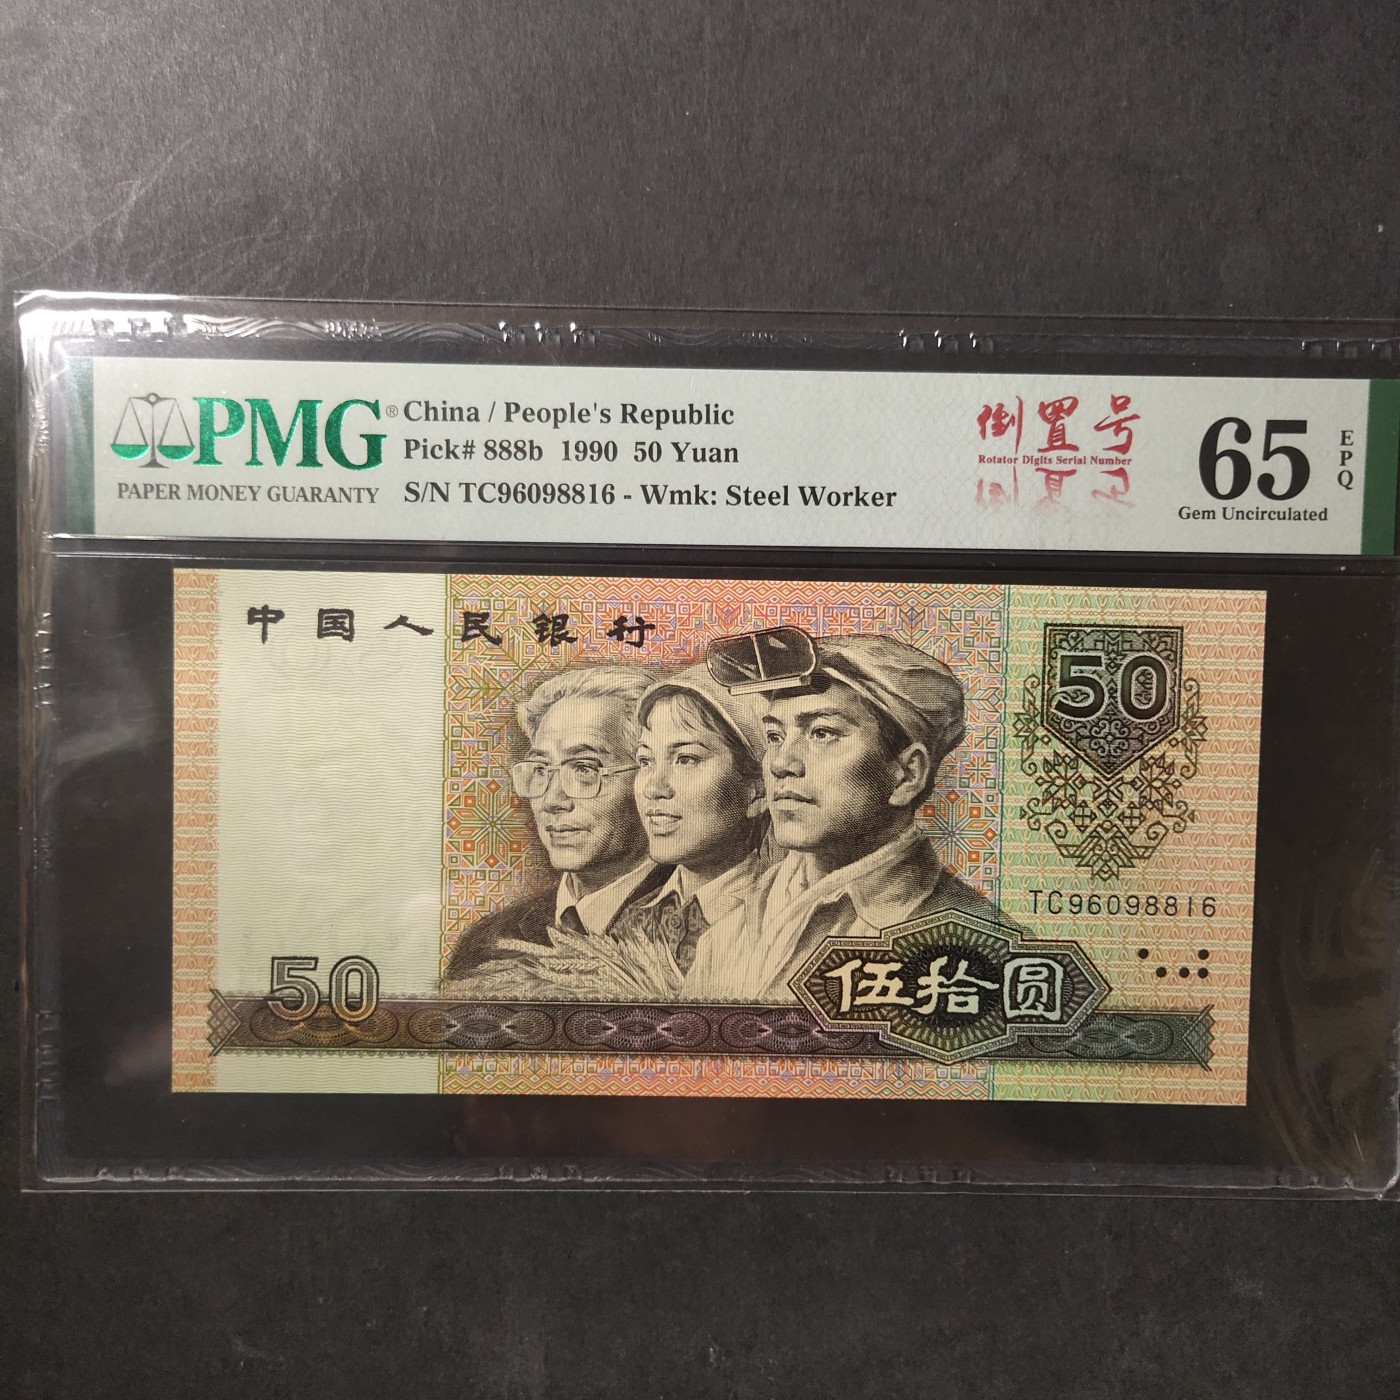 PMG®
PAPER MONEY GUARANTY
China / People's Republic
Pick# 888b 1990 50 Yuan
S/N TC96098816 - Wmk: Steel Worker
倒置号
Rotator Digits Serial Number
65
EPQ
Gem Uncirculated
中国人民银行
50
TC96098816
50
伍拾圆